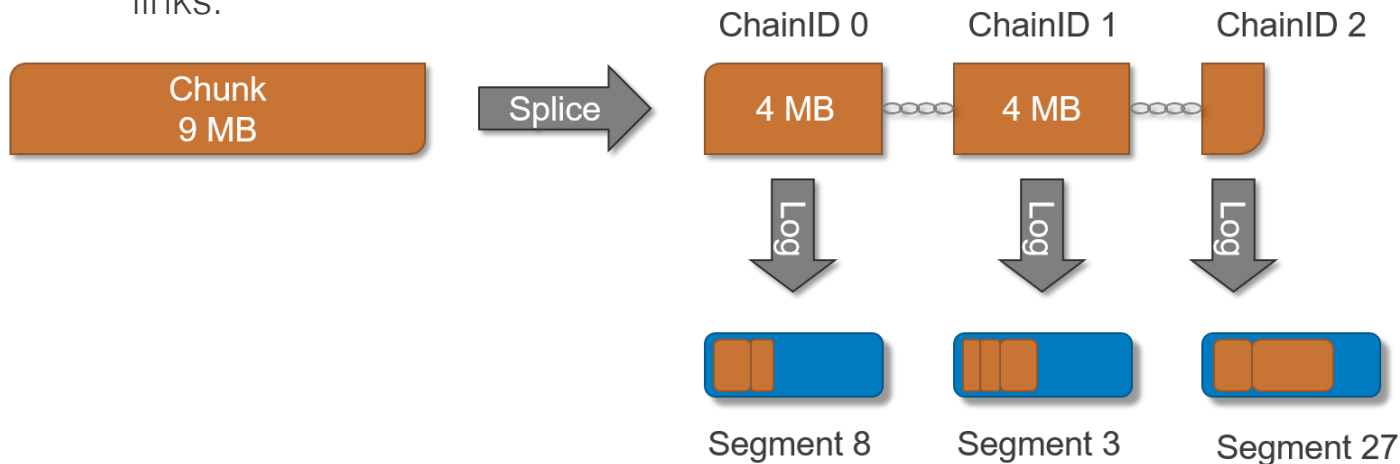 links.
ChainID 0
ChainID 1
ChainID 2
Chunk
9 MB
Splice
4 MB
4 MB
Log
Log
Log
Segment 8
Segment 3
Segment 27